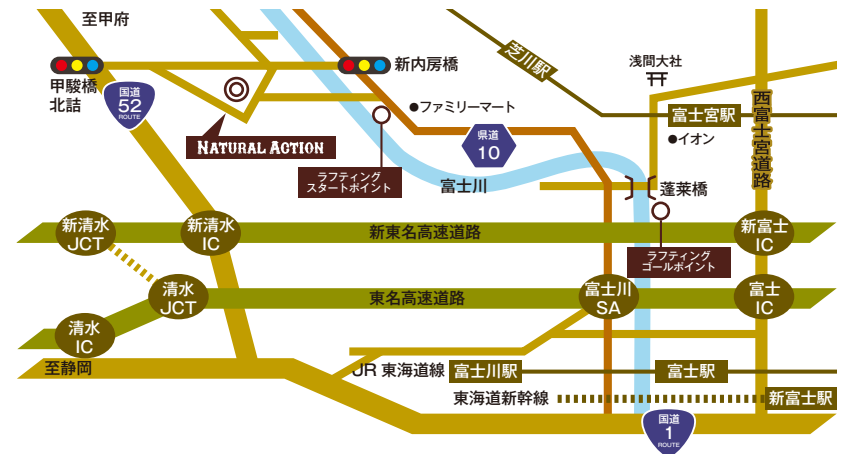 至甲府
甲駿橋
北詰
国道
52
ROUTE
新内房橋
NATURAL ACTION
ラフティング
スタートポイント
ファミリーマート
県道
10
富士川
芝川駅
浅間大社
富士宮駅
イオン
西富士宮道路
蓬莱橋
ラフティング
ゴールポイント
新清水
JCT
新清水
IC
新東名高速道路
新富士
IC
清水
JCT
東名高速道路
富士川
SA
富士
IC
清水
IC
至静岡
JR 東海道線
富士川駅
富士駅
東海道新幹線
新富士駅
国道
1
ROUTE